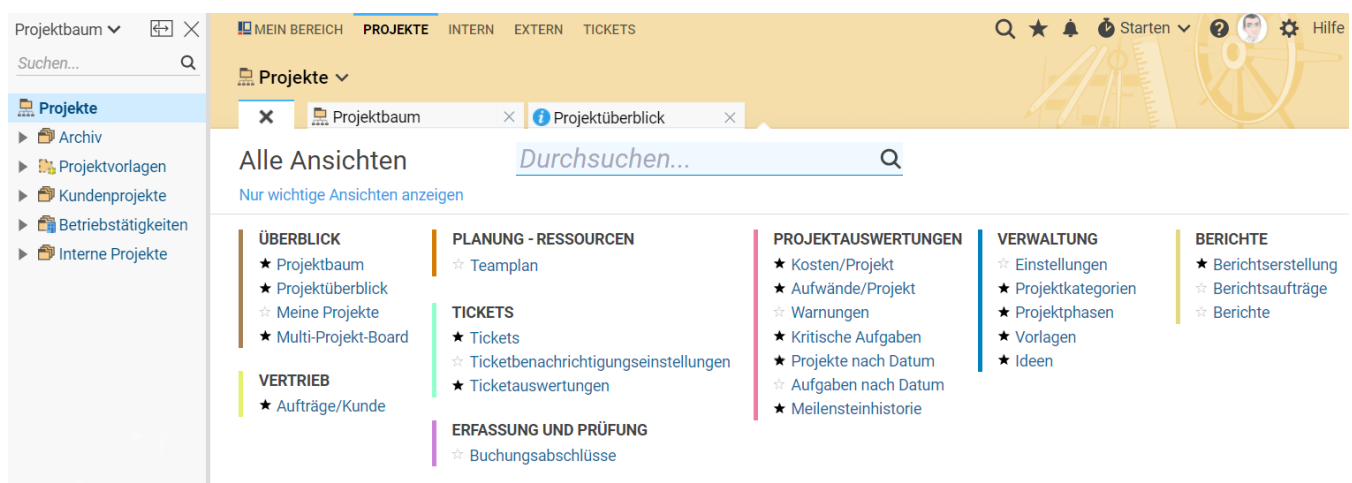 Projektbaum
Suchen...
Projekte
Archiv
Projektvorlagen
Kundenprojekte
Betriebstätigkeiten
Interne Projekte
MEIN BEREICH PROJEKTE INTERN EXTERN TICKETS
Starten Hilfe
Projekte
Projektbaum Projektüberblick
Alle Ansichten Durchsuchen...
Nur wichtige Ansichten anzeigen
ÜBERBLICK
Projektbaum
Projektüberblick
Meine Projekte
Multi-Projekt-Board
VERTRIEB
Aufträge/Kunde
PLANUNG - RESSOURCEN
Teamplan
TICKETS
Tickets
Ticketbenachrichtigungseinstellungen
Ticketauswertungen
ERFASSUNG UND PRÜFUNG
Buchungsabschlüsse
PROJEKTAUSWERTUNGEN
Kosten/Projekt
Aufwände/Projekt
Warnungen
Kritische Aufgaben
Projekte nach Datum
Aufgaben nach Datum
Meilensteinhistorie
VERWALTUNG
Einstellungen
Projektkategorien
Projektphasen
Vorlagen
Ideen
BERICHTE
Berichtserstellung
Berichtsaufträge
Berichte